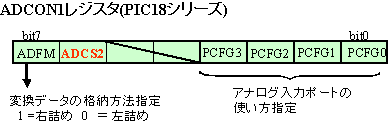 ADCON1レジスタ(PIC18シリーズ)
bit7 bit0
ADFM ADCS2 PCFG3 PCFG2 PCFG1 PCFG0
変換データの格納方法指定
1=右詰め 0 = 左詰め
アナログ入力ポートの
使い方指定